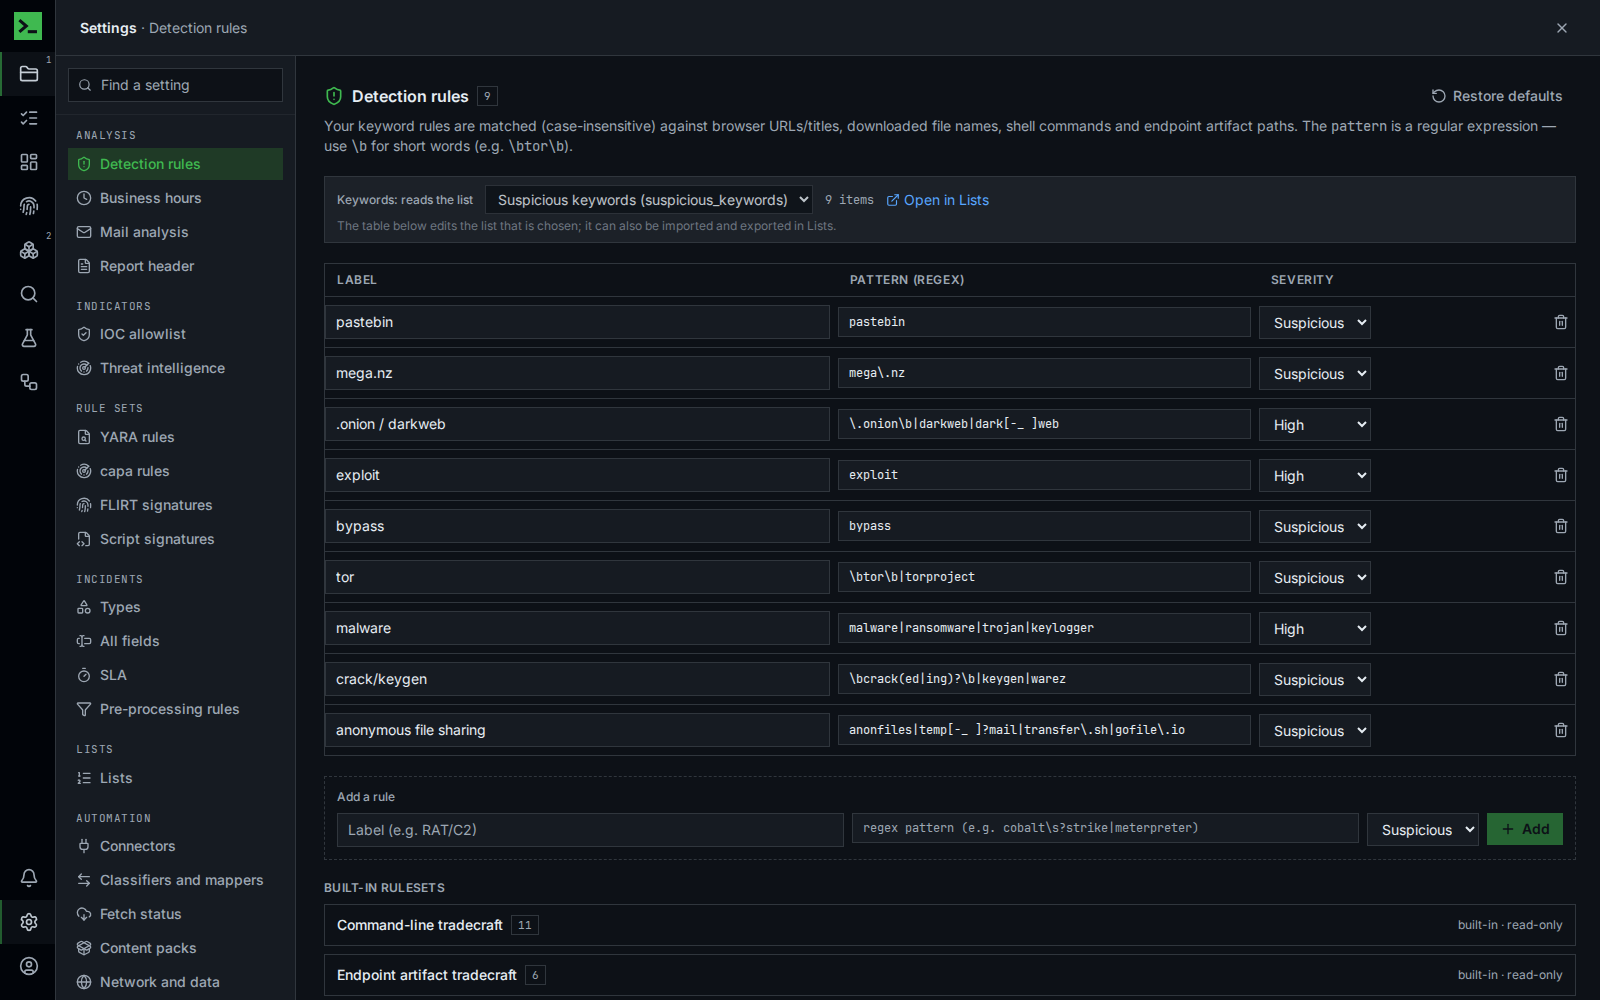 Settings · Detection rules
1
2
Find a setting
ANALYSIS
Detection rules
Business hours
Mail analysis
Report header
INDICATORS
IOC allowlist
Threat intelligence
RULE SETS
YARA rules
capa rules
FLIRT signatures
Script signatures
INCIDENTS
Types
All fields
SLA
Pre-processing rules
LISTS
Lists
AUTOMATION
Connectors
Classifiers and mappers
Fetch status
Content packs
Network and data
Detection rules 9
Restore defaults
Your keyword rules are matched (case-insensitive) against browser URLs/titles, downloaded file names, shell commands and endpoint artifact paths. The pattern is a regular expression —
use \b for short words (e.g. \btor\b).
Keywords: reads the list Suspicious keywords (suspicious_keywords) 9 items Open in Lists
The table below edits the list that is chosen; it can also be imported and exported in Lists.
LABEL PATTERN (REGEX) SEVERITY
pastebin pastebin Suspicious
mega.nz mega\.nz Suspicious
.onion / darkweb \.onion\b|darkweb|dark[-_ ]web High
exploit exploit High
bypass bypass Suspicious
tor \btor\b|torproject Suspicious
malware malware|ransomware|trojan|keylogger High
crack/keygen \bcrack(ed|ing)?\b|keygen|warez Suspicious
anonymous file sharing anonfiles|temp[-_ ]?mail|transfer\.sh|gofile\.io Suspicious
Add a rule
Label (e.g. RAT/C2) regex pattern (e.g. cobalt\s?strike|meterpreter) Suspicious + Add
BUILT-IN RULESETS
Command-line tradecraft 11 built-in · read-only
Endpoint artifact tradecraft 6 built-in · read-only